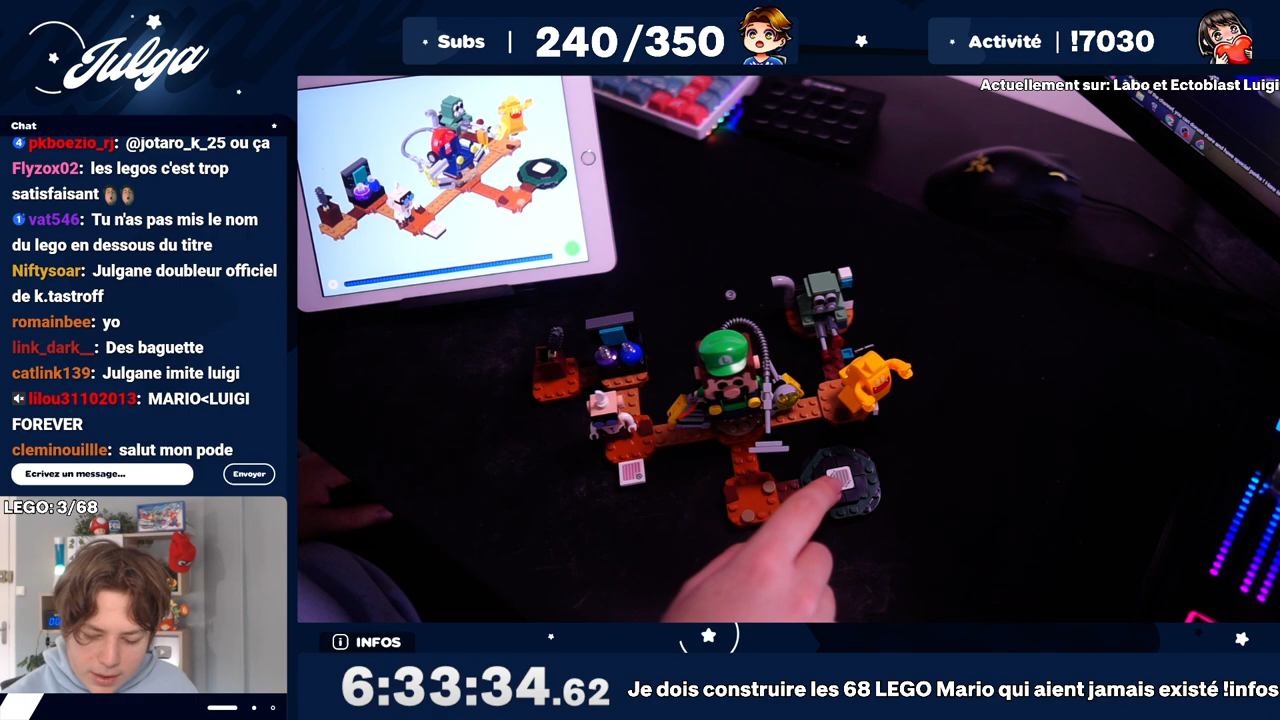 Julga
Subs | 240/350
Activité | !7030
Actuellement sur: Labo et Ectoblast Luigi
Chat
4 pkboezio_rj: @jotaro_k_25 ou ça
Flyzox02: les legos c'est trop
satisfaisant
1 vat546: Tu n'as pas mis le nom
du lego en dessous du titre
Niftysoar: Julgane doubleur officiel
de k.tastroff
romainbee: yo
link_dark__: Des baguette
catlink139: Julgane imite luigi
lilou31102013: MARIO<LUIGI
FOREVER
cleminouillle: salut mon pode
Ecrivez un message...
Envoyer
LEGO: 3/68
L
i INFOS
6:33:34.62
Je dois construire les 68 LEGO Mario qui aient jamais existé !infos